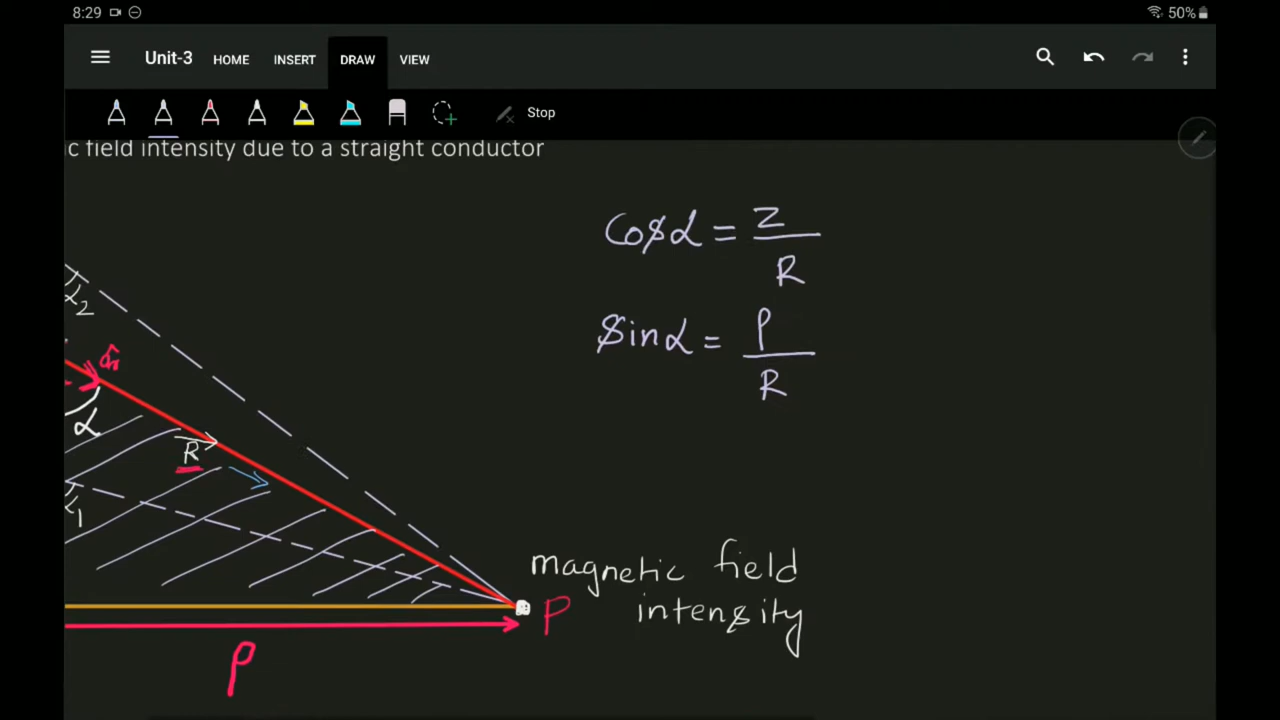 8:29
50%
Unit-3 HOME INSERT DRAW VIEW
Stop
c field intensity due to a straight conductor
cosα = z/R
sinα = ρ/R
α2
α
R
α1
P
magnetic field
intensity
ρ